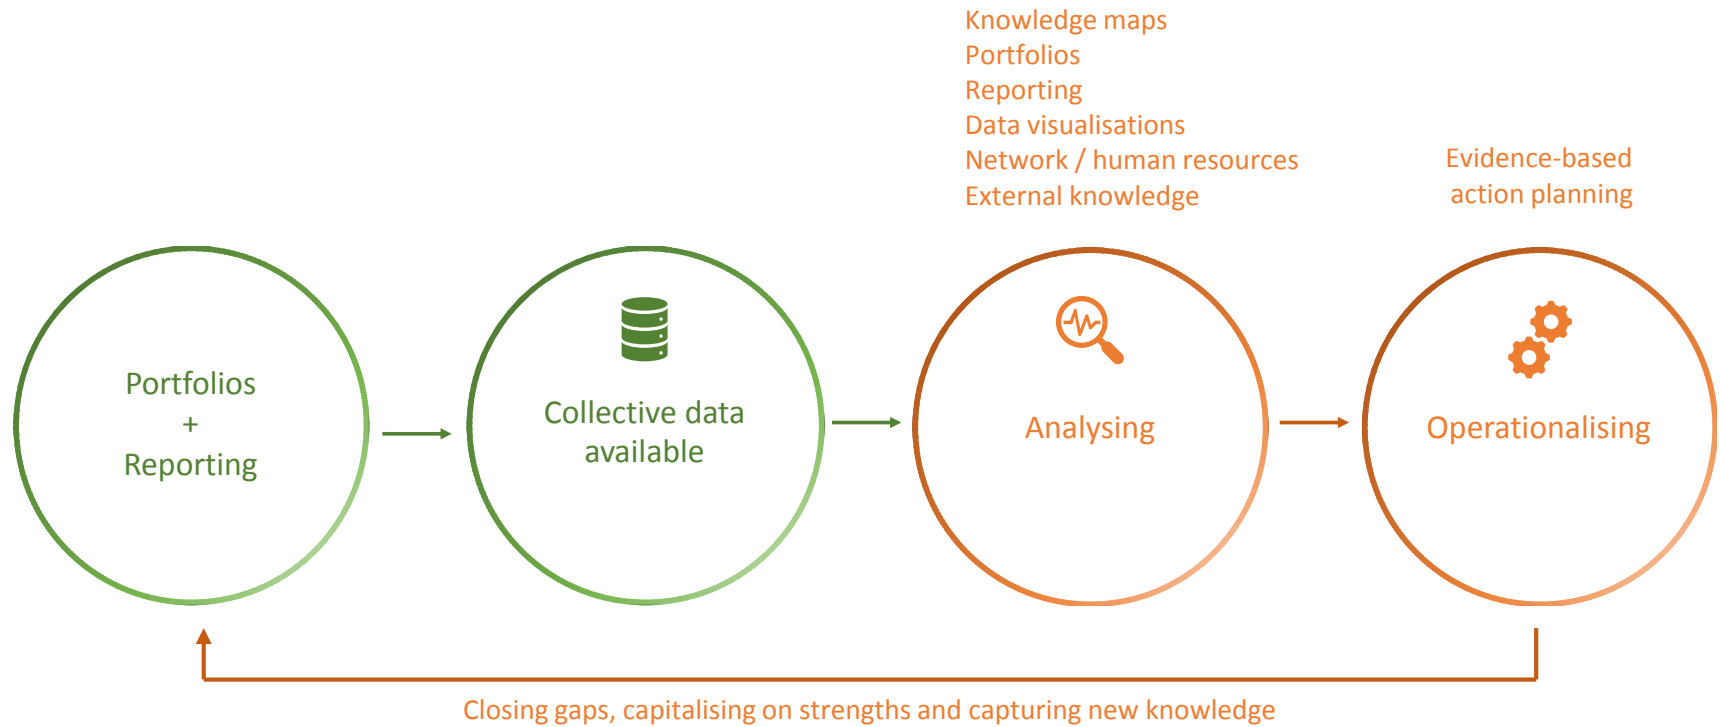 Knowledge maps
Portfolios
Reporting
Data visualisations
Network / human resources
External knowledge
Evidence-based
action planning
Portfolios
+
Reporting
Collective data
available
Analysing
Operationalising
Closing gaps, capitalising on strengths and capturing new knowledge